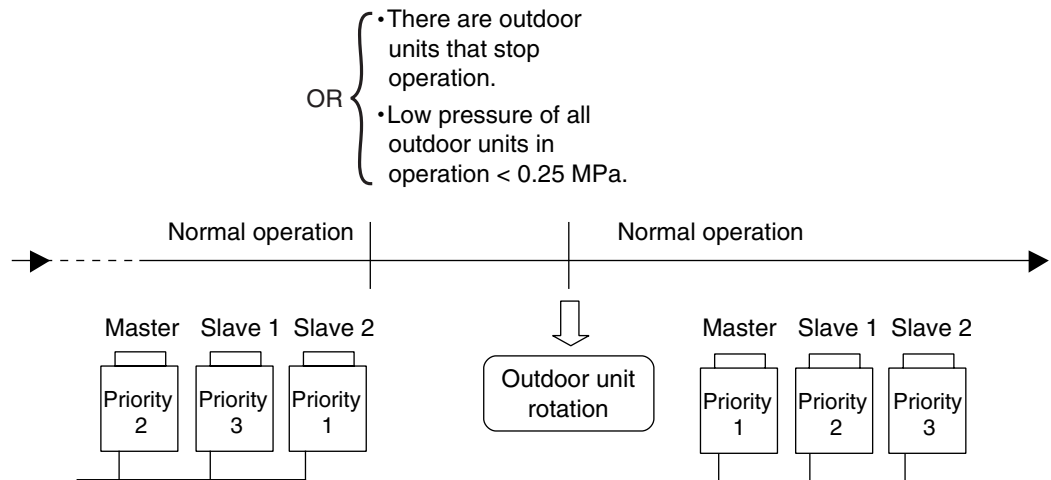 •There are outdoor
units that stop
operation.
OR
•Low pressure of all
outdoor units in
operation < 0.25 MPa.
Normal operation
Normal operation
Master Slave 1 Slave 2
Priority 2
Priority 3
Priority 1
Outdoor unit
rotation
Master Slave 1 Slave 2
Priority 1
Priority 2
Priority 3